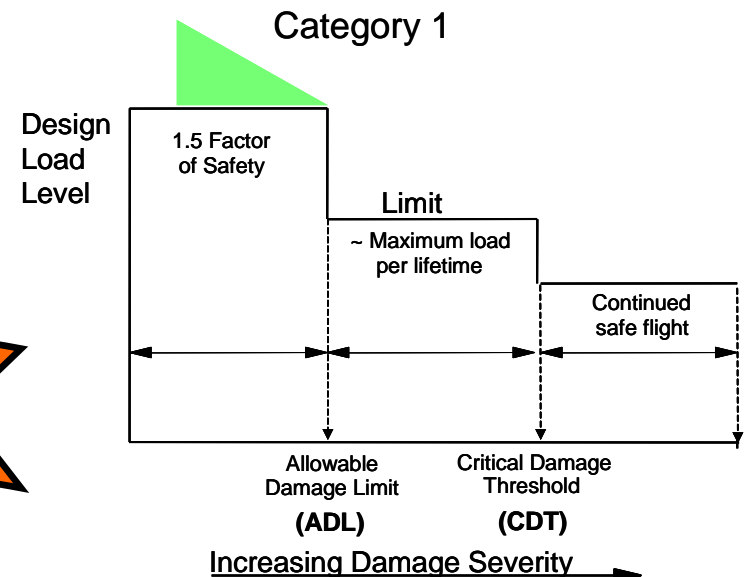 Category 1
Design
Load
Level
1.5 Factor
of Safety
Limit
~ Maximum load
per lifetime
Continued
safe flight
Allowable
Damage Limit
(ADL)
Critical Damage
Threshold
(CDT)
Increasing Damage Severity